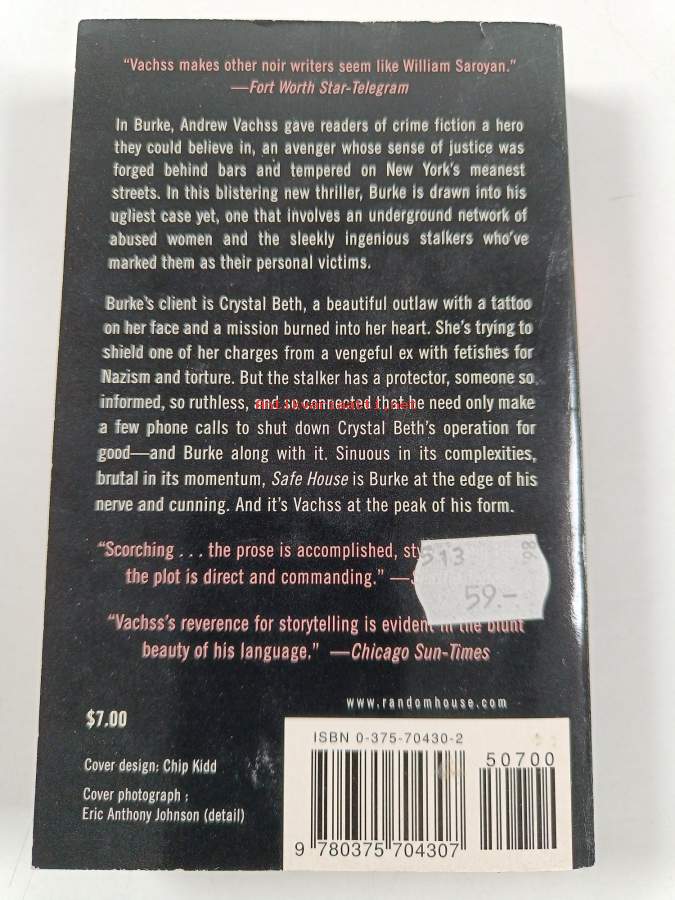 “Vachss makes other noir writers seem like William Saroyan.”
—Fort Worth Star-Telegram
In Burke, Andrew Vachss gave readers of crime fiction a hero
they could believe in, an avenger whose sense of justice was
forged behind bars and tempered on New York's meanest
streets. In this blistering new thriller, Burke is drawn into his
ugliest case yet, one that involves an underground network of
abused women and the sleekly ingenious stalkers who've
marked them as their personal victims.
Burke's client is Crystal Beth, a beautiful outlaw with a tattoo
on her face and a mission burned into her heart. She's trying to
shield one of her charges from a vengeful ex with fetishes for
Nazism and torture. But the stalker has a protector, someone so
informed, so ruthless, and so connected that he need only make
a few phone calls to shut down Crystal Beth's operation for
good—and Burke along with it. Sinuous in its complexities,
brutal in its momentum, Safe House is Burke at the edge of his
nerve and cunning. And it's Vachss at the peak of his form.
“Scorching . . . the prose is accomplished,
the plot is direct and commanding.” —
513
98
59.-
“Vachss's reverence for storytelling is evident in the blunt
beauty of his language.” —Chicago Sun-Times
www.randomhouse.com
$7.00
ISBN 0-375-70430-2
50700
Cover design: Chip Kidd
Cover photograph :
Eric Anthony Johnson (detail)
9 780375 704307